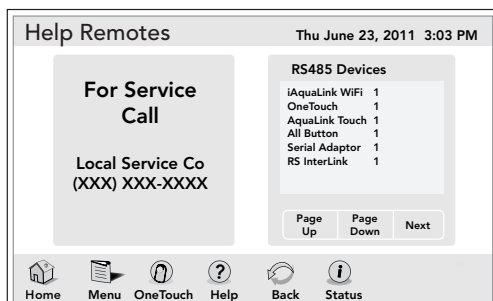 Help Remotes
Thu June 23, 2011 3:03 PM
For Service
Call
Local Service Co
(XXX) XXX-XXXX
RS485 Devices
iAquaLink WiFi 1
OneTouch 1
AquaLink Touch 1
All Button 1
Serial Adaptor 1
RS InterLink 1
Page
Up
Page
Down
Next
Home
Menu
OneTouch
Help
Back
Status